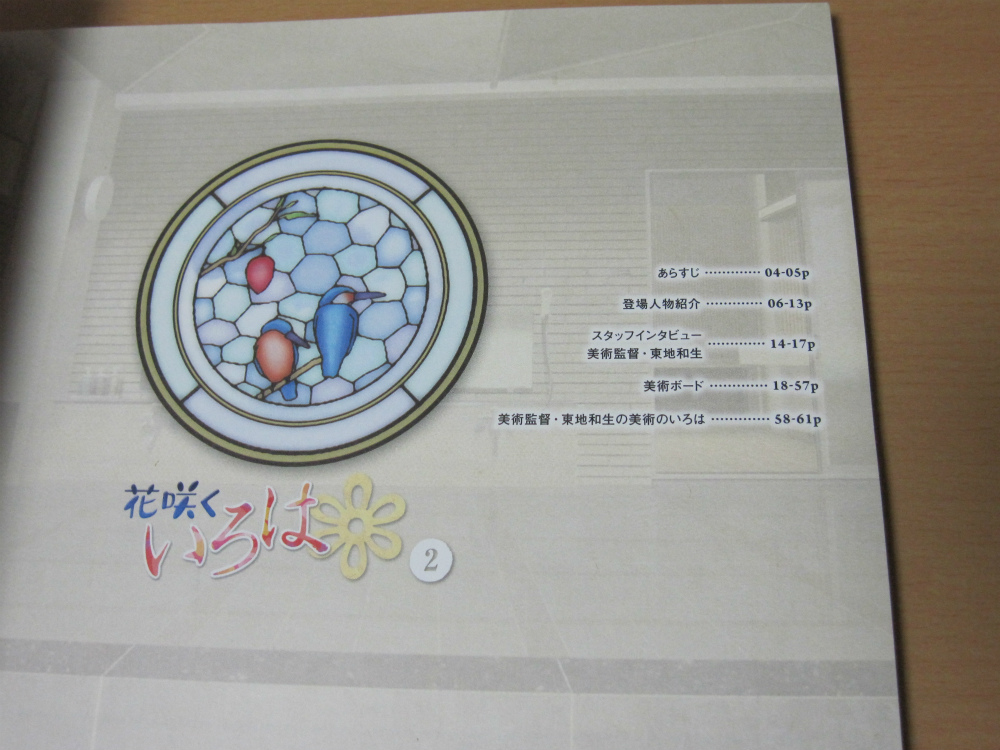 あらすじ ············· 04-05p
登場人物紹介 ············· 06-13p
スタッフインタビュー
美術監督・東地和生 ············· 14-17p
美術ボード ············· 18-57p
美術監督・東地和生の美術のいろは ············· 58-61p
花咲く
いろは
2